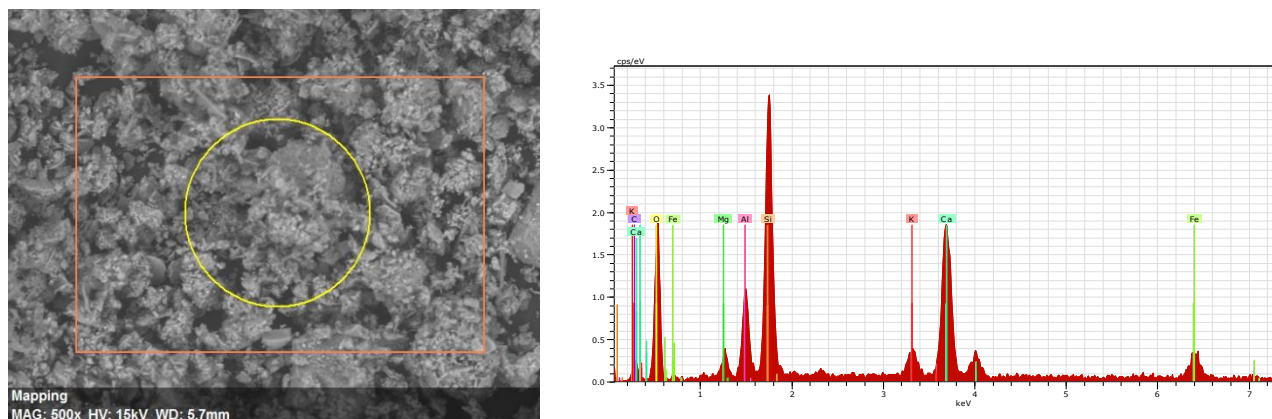 Mapping
MAG: 500x HV: 15kV WD: 5.7mm
cps/eV
3.5
3.0
2.5
2.0
1.5
1.0
0.5
0.0
K
C
Ca
O
Fe
Mg
Al
Si
K
Ca
Fe
1 2 3 4 5 6 7
keV